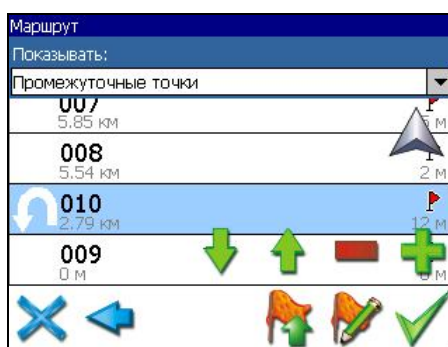 Маршрут
Показывать:
Промежуточные точки
007
5.85 км м
008
5.54 км 2 м
010
2.79 км 12 м
009
0 м м